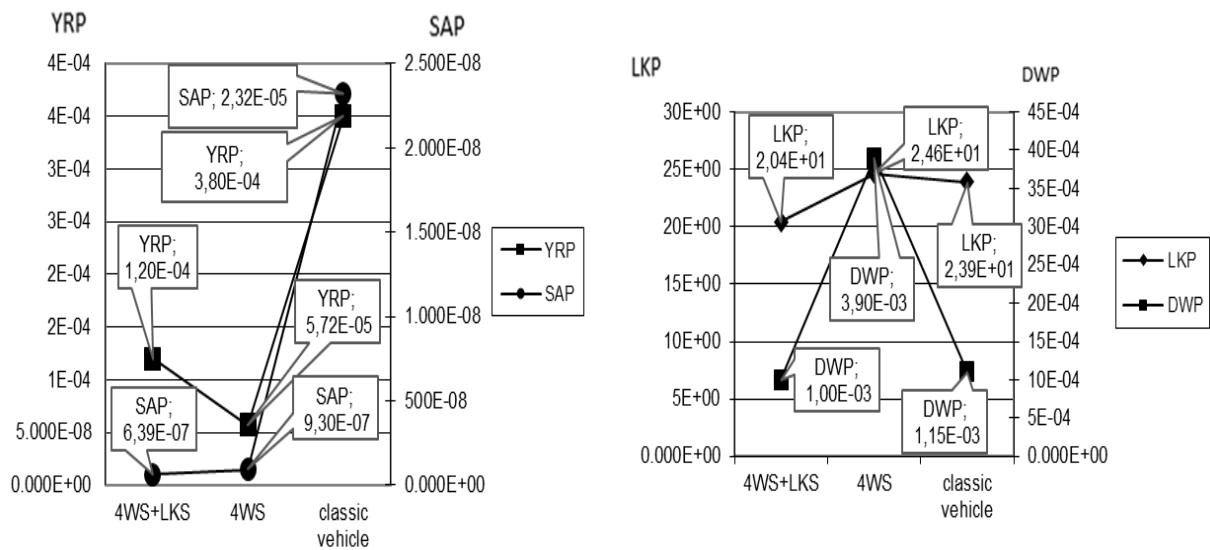 YRP
SAP
4E-04
4E-04
3E-04
3E-04
2E-04
2E-04
1E-04
5.000E-08
0.000E+00
2.500E-08
2.000E-08
1.500E-08
1.000E-08
500E-08
0.000E+00
SAP; 2,32E-05
YRP;
3,80E-04
YRP;
1,20E-04
YRP;
5,72E-05
SAP;
6,39E-07
SAP;
9,30E-07
4WS+LKS
4WS
classic
vehicle
YRP
SAP
LKP
DWP
30E+00
25E+00
20E+00
15E+00
10E+00
5E+00
0.000E+00
45E-04
40E-04
35E-04
30E-04
25E-04
20E-04
15E-04
10E-04
5E-04
0.000E+00
LKP;
2,04E+01
LKP;
2,46E+01
LKP;
2,39E+01
DWP;
3,90E-03
DWP;
1,00E-03
DWP;
1,15E-03
4WS+LKS
4WS
classic
vehicle
LKP
DWP